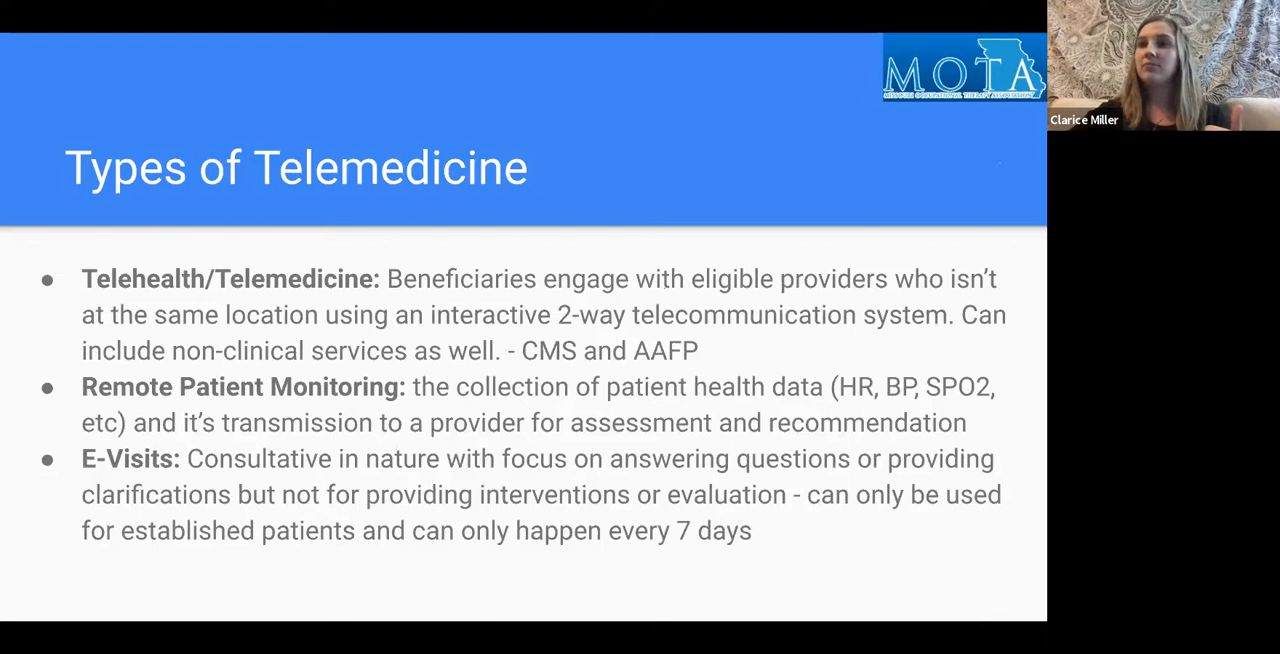 MOTA
MISSOURI OCCUPATIONAL THERAPY ASSOCIATION
Clarice Miller
Types of Telemedicine
● Telehealth/Telemedicine: Beneficiaries engage with eligible providers who isn’t
at the same location using an interactive 2-way telecommunication system. Can
include non-clinical services as well. - CMS and AAFP
● Remote Patient Monitoring: the collection of patient health data (HR, BP, SPO2,
etc) and it’s transmission to a provider for assessment and recommendation
● E-Visits: Consultative in nature with focus on answering questions or providing
clarifications but not for providing interventions or evaluation - can only be used
for established patients and can only happen every 7 days